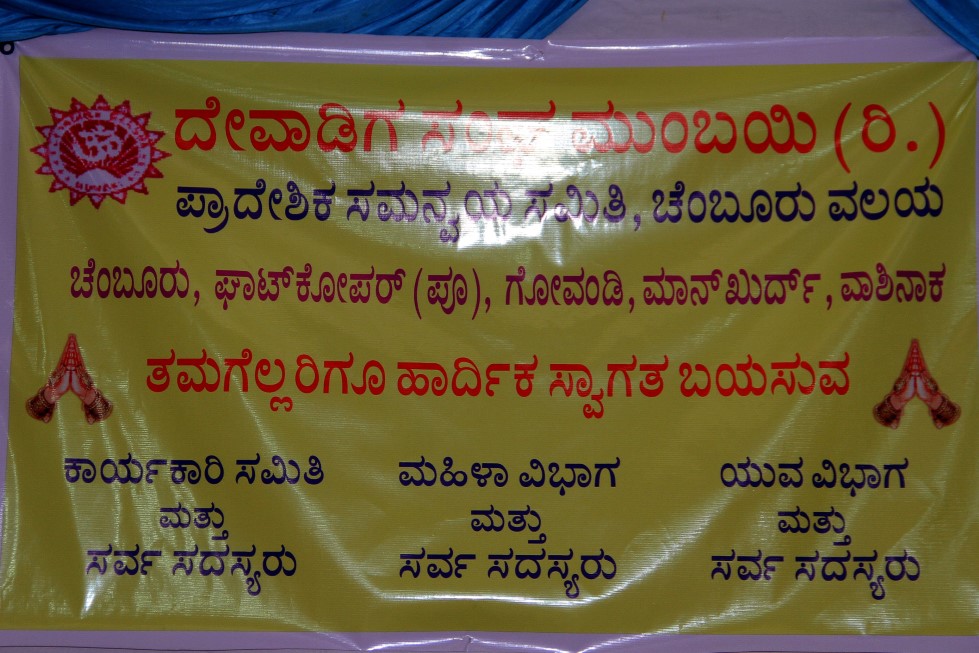 ದೇವಾಡಿಗ ಸಂಘ ಮುಂಬಯಿ (ರಿ.)
ಪ್ರಾದೇಶಿಕ ಸಮನ್ವಯ ಸಮಿತಿ, ಚೆಂಬೂರು ವಲಯ
ಚೆಂಬೂರು, ಘಾಟ್‌ಕೋಪರ್ (ಪೂ), ಗೋವಂಡಿ, ಮಾನ್‌ಖುರ್ದ್, ವಾಶಿನಾಕ
ತಮಗೆಲ್ಲರಿಗೂ ಹಾರ್ದಿಕ ಸ್ವಾಗತ ಬಯಸುವ
ಕಾರ್ಯಕಾರಿ ಸಮಿತಿ
ಮತ್ತು
ಸರ್ವ ಸದಸ್ಯರು
ಮಹಿಳಾ ವಿಭಾಗ
ಮತ್ತು
ಸರ್ವ ಸದಸ್ಯರು
ಯುವ ವಿಭಾಗ
ಮತ್ತು
ಸರ್ವ ಸದಸ್ಯರು